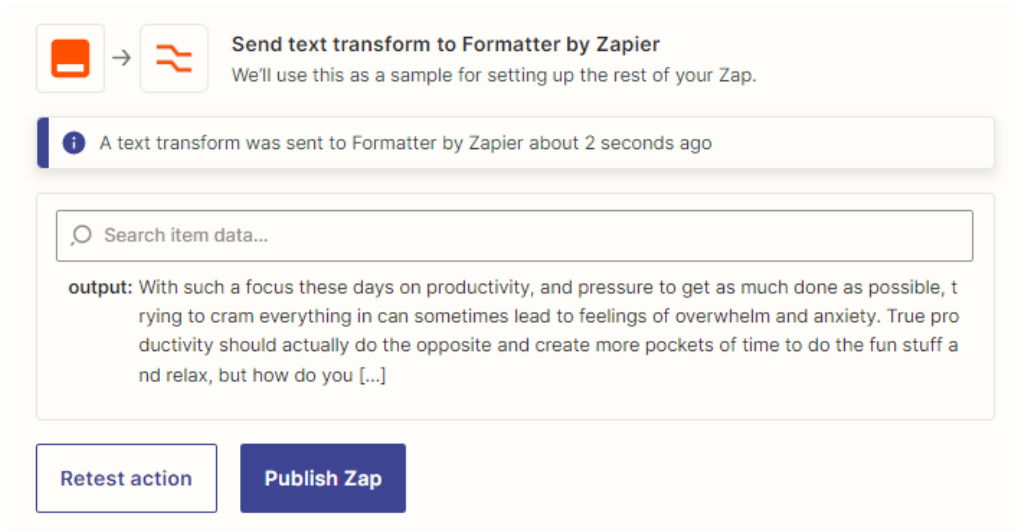 Send text transform to Formatter by Zapier
We'll use this as a sample for setting up the rest of your Zap.
A text transform was sent to Formatter by Zapier about 2 seconds ago
Search item data...
output: With such a focus these days on productivity, and pressure to get as much done as possible, t
rying to cram everything in can sometimes lead to feelings of overwhelm and anxiety. True pro
ductivity should actually do the opposite and create more pockets of time to do the fun stuff a
nd relax, but how do you [...]
Retest action
Publish Zap